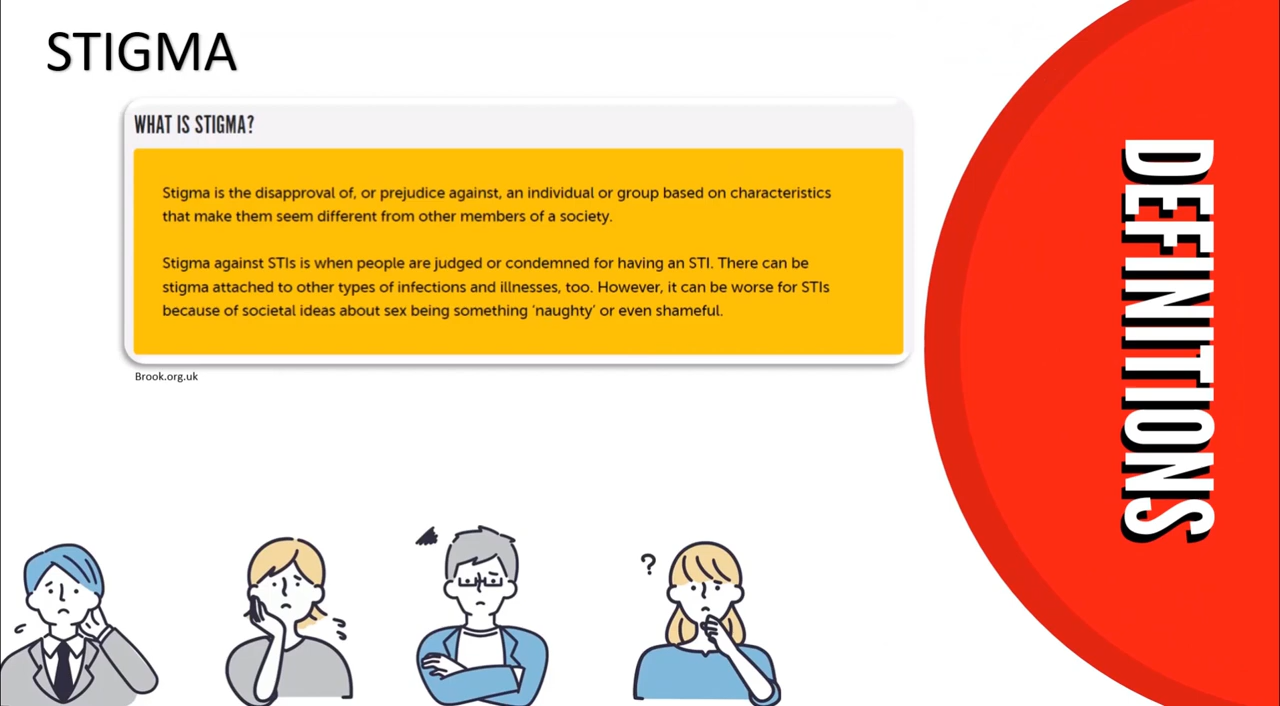 STIGMA
WHAT IS STIGMA?
Stigma is the disapproval of, or prejudice against, an individual or group based on characteristics
that make them seem different from other members of a society.
Stigma against STIs is when people are judged or condemned for having an STI. There can be
stigma attached to other types of infections and illnesses, too. However, it can be worse for STIs
because of societal ideas about sex being something ‘naughty’ or even shameful.
Brook.org.uk
?
DEFINITIONS